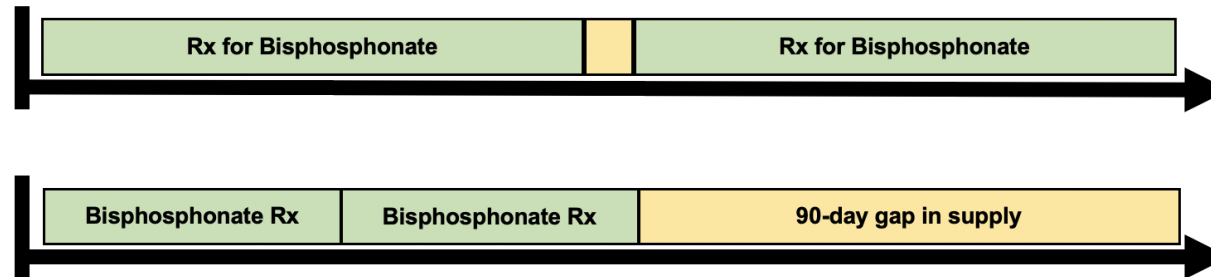 Rx for Bisphosphonate
Rx for Bisphosphonate
Bisphosphonate Rx
Bisphosphonate Rx
90-day gap in supply